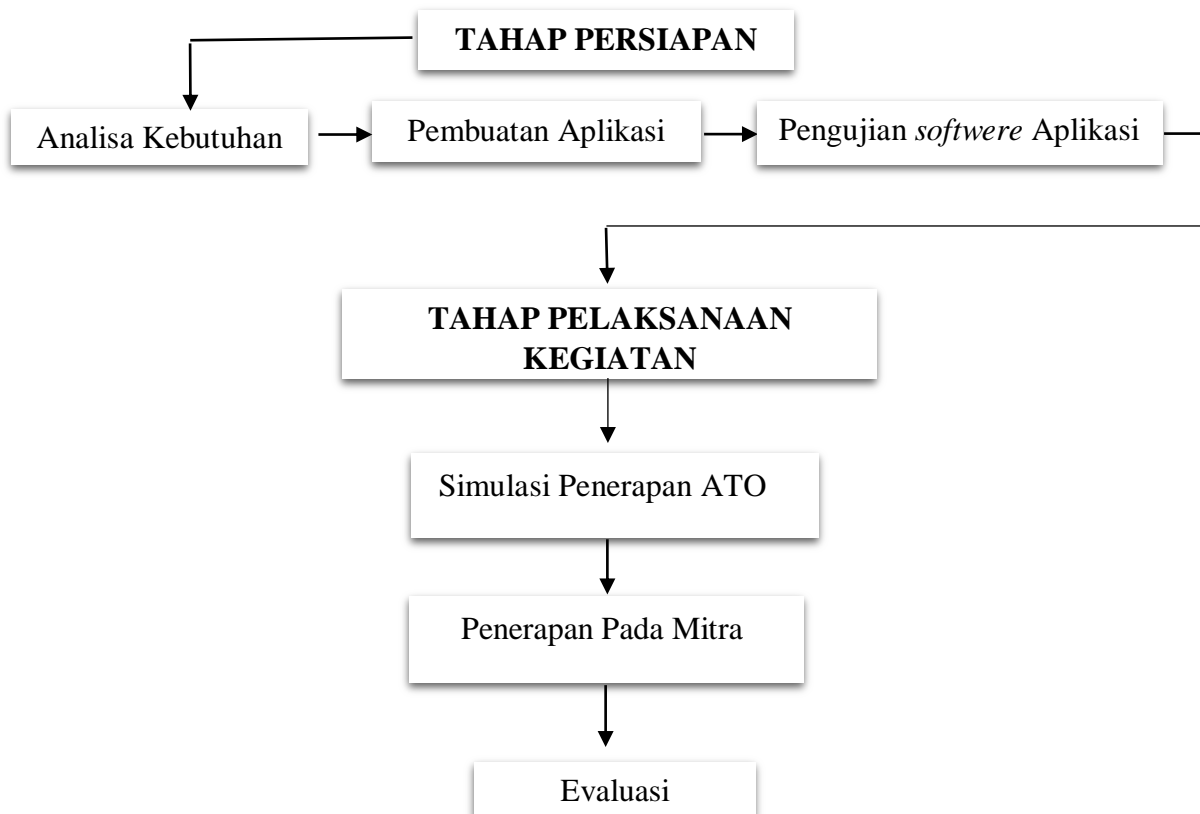 TAHAP PERSIAPAN
Analisa Kebutuhan
Pembuatan Aplikasi
Pengujian softwere Aplikasi
TAHAP PELAKSANAAN
KEGIATAN
Simulasi Penerapan ATO
Penerapan Pada Mitra
Evaluasi